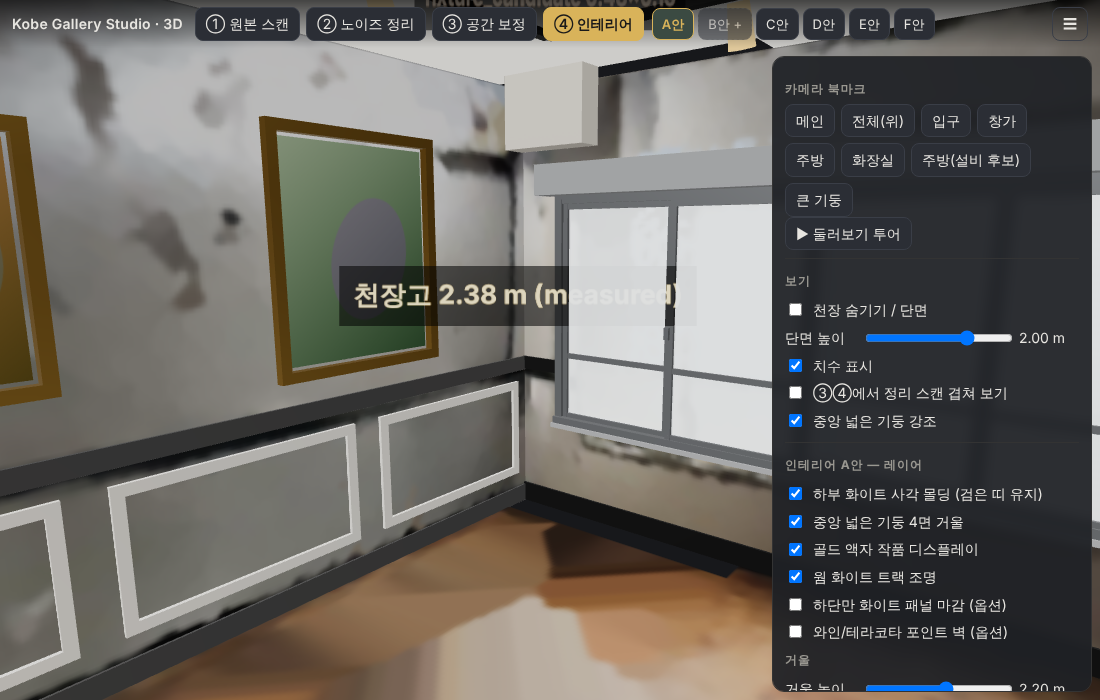 Kobe Gallery Studio · 3D
① 원본 스캔
② 노이즈 정리
③ 공간 보정
④ 인테리어
A안
B안 +
C안
D안
E안
F안
☰
천장고 2.38 m (measured)
카메라 북마크
메인
전체(위)
입구
창가
주방
화장실
주방(설비 후보)
큰 기둥
▶ 둘러보기 투어
보기
천장 숨기기 / 단면
단면 높이 2.00 m
치수 표시
③④에서 정리 스캔 겹쳐 보기
중앙 넓은 기둥 강조
인테리어 A안 — 레이어
하부 화이트 사각 몰딩 (검은 띠 유지)
중앙 넓은 기둥 4면 거울
골드 액자 작품 디스플레이
웜 화이트 트랙 조명
하단만 화이트 패널 마감 (옵션)
와인/테라코타 포인트 벽 (옵션)
거울
거울 높이 2.20 m